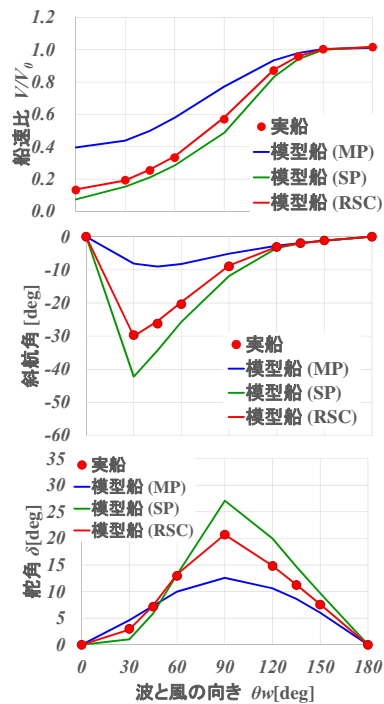 船速比 V/V₀
1.2
1.0
0.8
0.6
0.4
0.2
0.0
実船
模型船 (MP)
模型船 (SP)
模型船 (RSC)
斜航角 [deg]
0
-10
-20
-30
-40
-50
-60
実船
模型船 (MP)
模型船 (SP)
模型船 (RSC)
舵角 δ[deg]
35
30
25
20
15
10
5
0
実船
模型船 (MP)
模型船 (SP)
模型船 (RSC)
0 30 60 90 120 150 180
波と風の向き θw[deg]